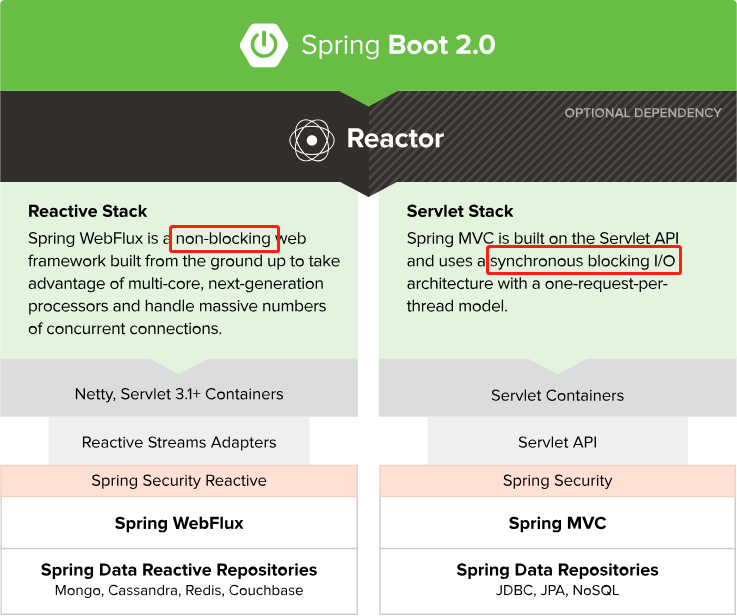 Spring Boot 2.0
OPTIONAL DEPENDENCY
Reactor
Reactive Stack
Spring WebFlux is a non-blocking web
framework built from the ground up to take
advantage of multi-core, next-generation
processors and handle massive numbers
of concurrent connections.
Netty, Servlet 3.1+ Containers
Reactive Streams Adapters
Spring Security Reactive
Spring WebFlux
Spring Data Reactive Repositories
Mongo, Cassandra, Redis, Couchbase
Servlet Stack
Spring MVC is built on the Servlet API
and uses a synchronous blocking I/O
architecture with a one-request-per-
thread model.
Servlet Containers
Servlet API
Spring Security
Spring MVC
Spring Data Repositories
JDBC, JPA, NoSQL